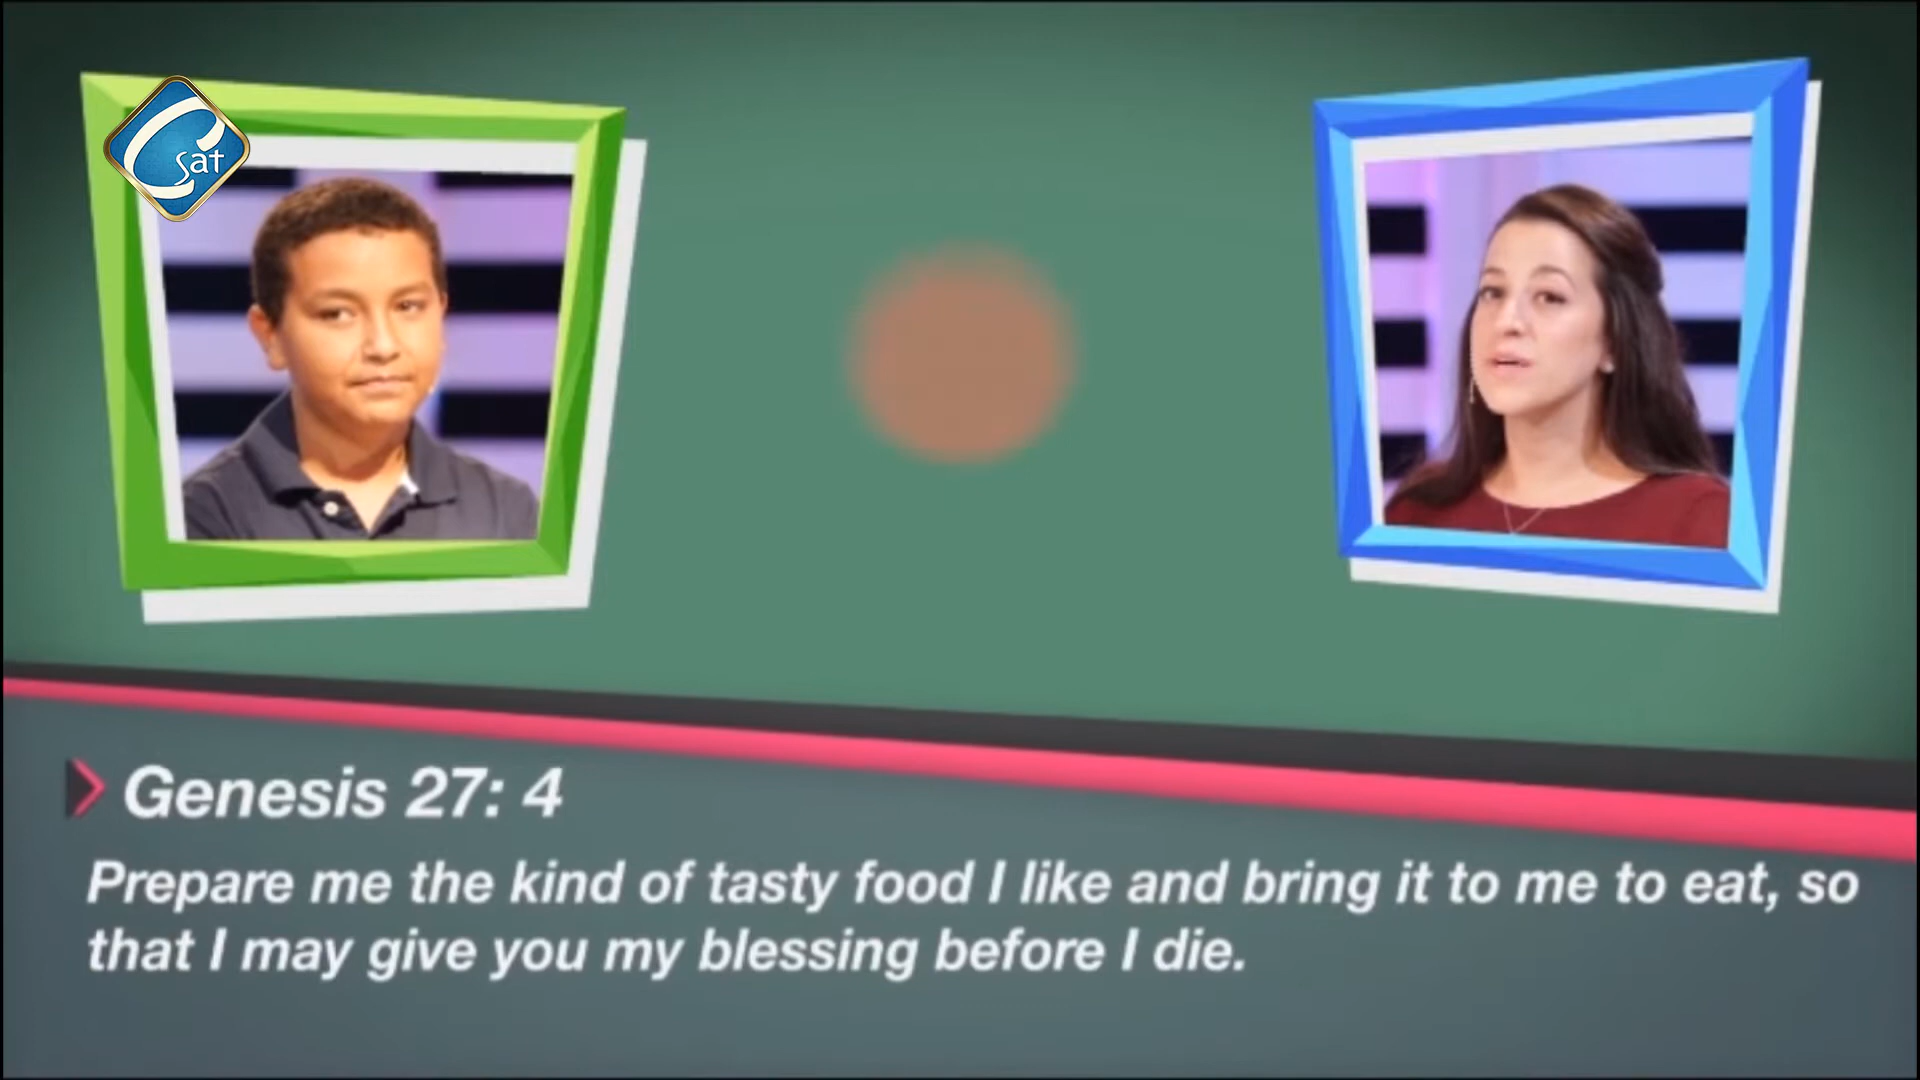 Csat
Genesis 27: 4
Prepare me the kind of tasty food I like and bring it to me to eat, so
that I may give you my blessing before I die.